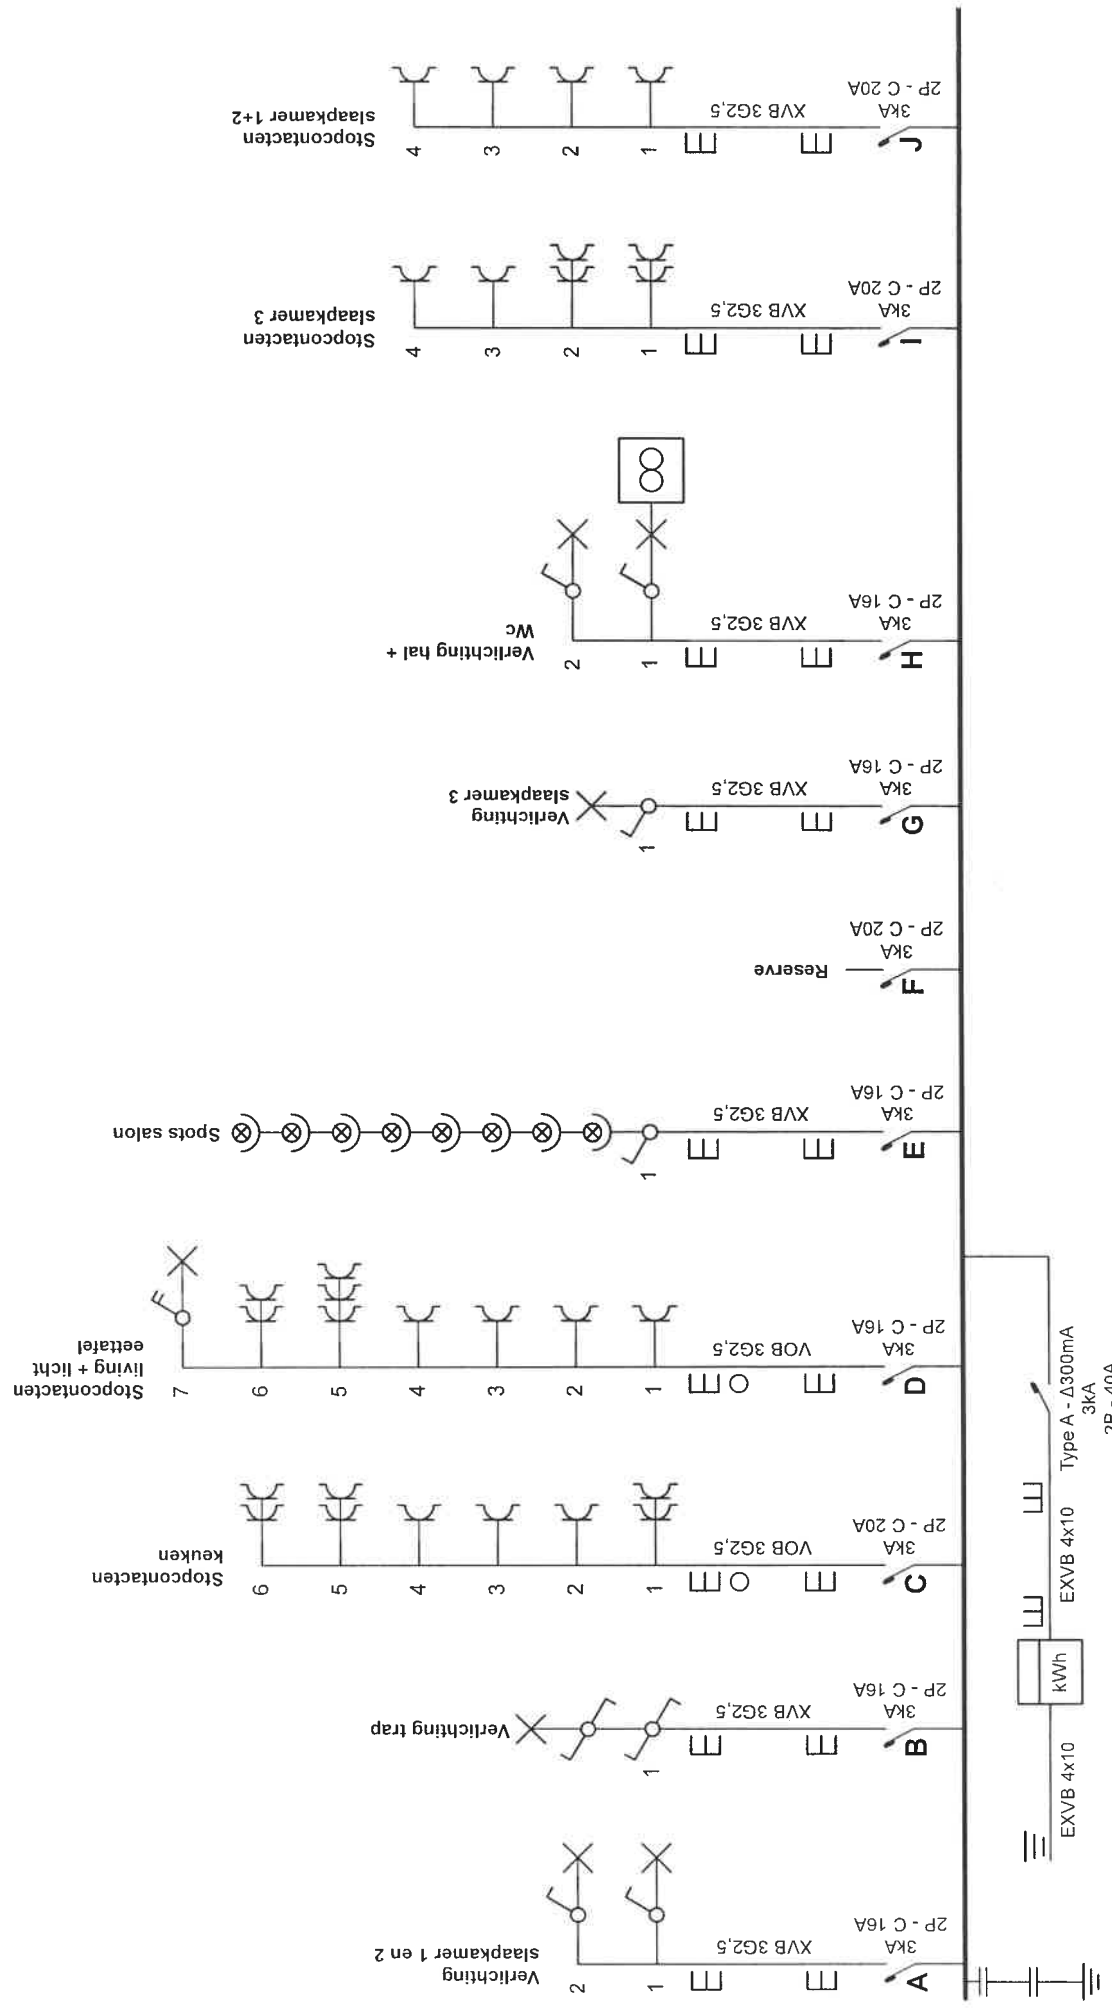 Verlichting
slaapkamer 1 en 2
2
1
XVB 3G2,5
3kA
2P - C 16A
A
Verlichting trap
1
XVB 3G2,5
3kA
2P - C 16A
B
Stopcontacten
keuken
6
5
4
3
2
1
VOB 3G2,5
3kA
2P - C 20A
C
Stopcontacten
living + licht
eettafel
7
6
5
4
3
2
1
VOB 3G2,5
3kA
2P - C 16A
D
Spots salon
1
XVB 3G2,5
3kA
2P - C 16A
E
Reserve
3kA
2P - C 20A
F
Verlichting
slaapkamer 3
1
XVB 3G2,5
3kA
2P - C 16A
G
Verlichting hal +
Wc
2
1
XVB 3G2,5
3kA
2P - C 16A
H
Stopcontacten
slaapkamer 3
4
3
2
1
XVB 3G2,5
3kA
2P - C 20A
I
Stopcontacten
slaapkamer 1+2
4
3
2
1
XVB 3G2,5
3kA
2P - C 20A
J
EXVB 4x10
kWh
EXVB 4x10
Type A - Δ300mA
3kA
2P - 40A